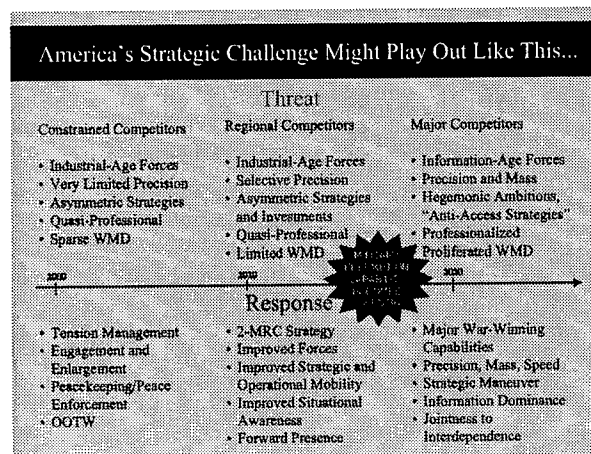 America's Strategic Challenge Might Play Out Like This...
Threat
Constrained Competitors
• Industrial-Age Forces
• Very Limited Precision
• Asymmetric Strategies
• Quasi-Professional
• Sparse WMD
Regional Competitors
• Industrial-Age Forces
• Selective Precision
• Asymmetric Strategies
and Investments
• Quasi-Professional
• Limited WMD
Major Competitors
• Information-Age Forces
• Precision and Mass
• Hegemonic Ambitions,
"Anti-Access Strategies"
• Professionalized
• Proliferated WMD
2000
2010
2020
Response
• Tension Management
• Engagement and
Enlargement
• Peacekeeping/Peace
Enforcement
• OOTW
• 2-MRC Strategy
• Improved Forces
• Improved Strategic and
Operational Mobility
• Improved Situational
Awareness
• Forward Presence
• Major War-Winning
Capabilities
• Precision, Mass, Speed
• Strategic Maneuver
• Information Dominance
• Jointness to
Interdependence